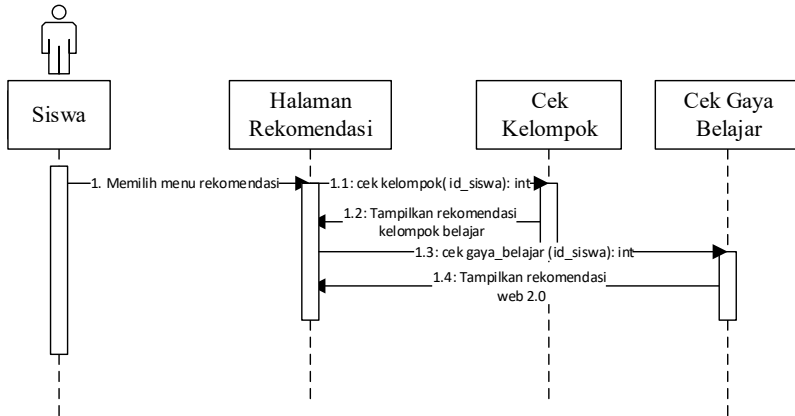 Siswa
Halaman
Rekomendasi
Cek
Kelompok
Cek Gaya
Belajar
1. Memilih menu rekomendasi
1.1: cek kelompok( id_siswa): int
1.2: Tampilkan rekomendasi
kelompok belajar
1.3: cek gaya_belajar (id_siswa): int
1.4: Tampilkan rekomendasi
web 2.0